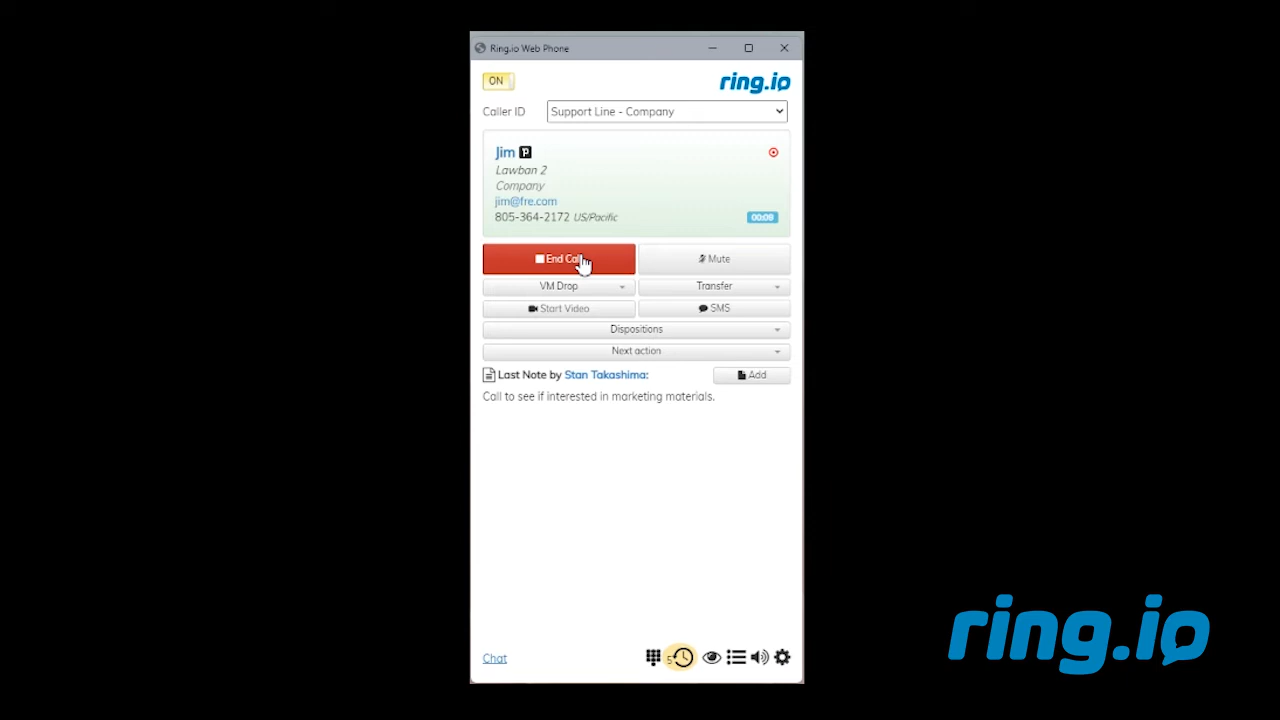 Ring.io Web Phone
ON
ring.io
Caller ID
Support Line - Company
Jim
Lawban 2
Company
jim@fre.com
805-364-2172 US/Pacific
00:09
End Call
Mute
VM Drop
Transfer
Start Video
SMS
Dispositions
Next action
Last Note by Stan Takashima:
Add
Call to see if interested in marketing materials.
Chat
5
ring.io